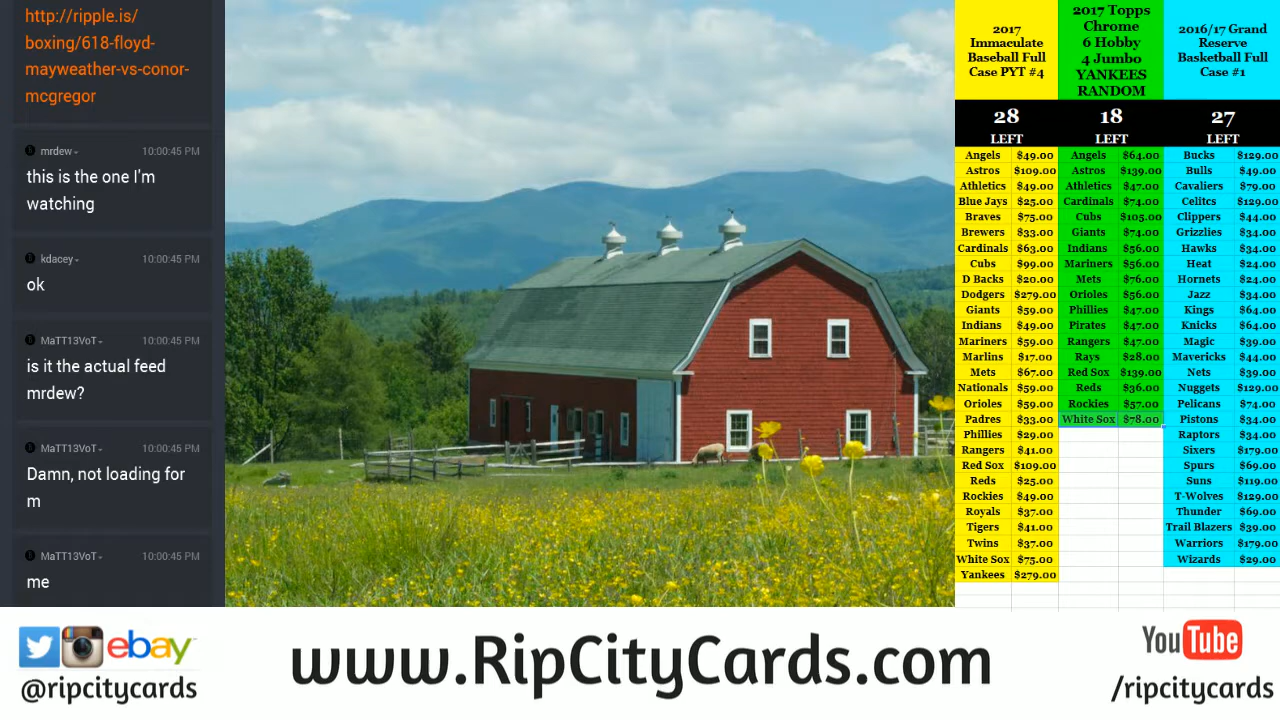 http://ripple.is/
boxing/618-floyd-
mayweather-vs-conor-
mcgregor
mrdew 10:00:45 PM
this is the one I'm
watching
kdacey 10:00:45 PM
ok
MaTT13VoT 10:00:45 PM
is it the actual feed
mrdew?
MaTT13VoT 10:00:45 PM
Damn, not loading for
m
MaTT13VoT 10:00:45 PM
me
2017
Immaculate
Baseball Full
Case PYT #4
28
LEFT
Angels $49.00
Astros $109.00
Athletics $49.00
Blue Jays $25.00
Braves $75.00
Brewers $33.00
Cardinals $63.00
Cubs $99.00
D Backs $20.00
Dodgers $279.00
Giants $59.00
Indians $49.00
Mariners $59.00
Marlins $17.00
Mets $67.00
Nationals $59.00
Orioles $59.00
Padres $33.00
Phillies $29.00
Rangers $41.00
Red Sox $109.00
Reds $25.00
Rockies $49.00
Royals $37.00
Tigers $41.00
Twins $37.00
White Sox $75.00
Yankees $279.00
2017 Topps
Chrome
6 Hobby
4 Jumbo
YANKEES
RANDOM
18
LEFT
Angels $64.00
Astros $139.00
Athletics $47.00
Cardinals $74.00
Cubs $105.00
Giants $74.00
Indians $56.00
Mariners $56.00
Mets $76.00
Orioles $56.00
Phillies $47.00
Pirates $47.00
Rangers $47.00
Rays $28.00
Red Sox $139.00
Reds $36.00
Rockies $57.00
White Sox $78.00
2016/17 Grand
Reserve
Basketball Full
Case #1
27
LEFT
Bucks $129.00
Bulls $49.00
Cavaliers $79.00
Celitcs $129.00
Clippers $44.00
Grizzlies $34.00
Hawks $34.00
Heat $24.00
Hornets $24.00
Jazz $34.00
Kings $64.00
Knicks $64.00
Magic $39.00
Mavericks $44.00
Nets $39.00
Nuggets $129.00
Pelicans $74.00
Pistons $34.00
Raptors $34.00
Sixers $179.00
Spurs $69.00
Suns $119.00
T-Wolves $129.00
Thunder $69.00
Trail Blazers $39.00
Warriors $179.00
Wizards $29.00
ebay
@ripcitycards
www.RipCityCards.com
YouTube
/ripcitycards